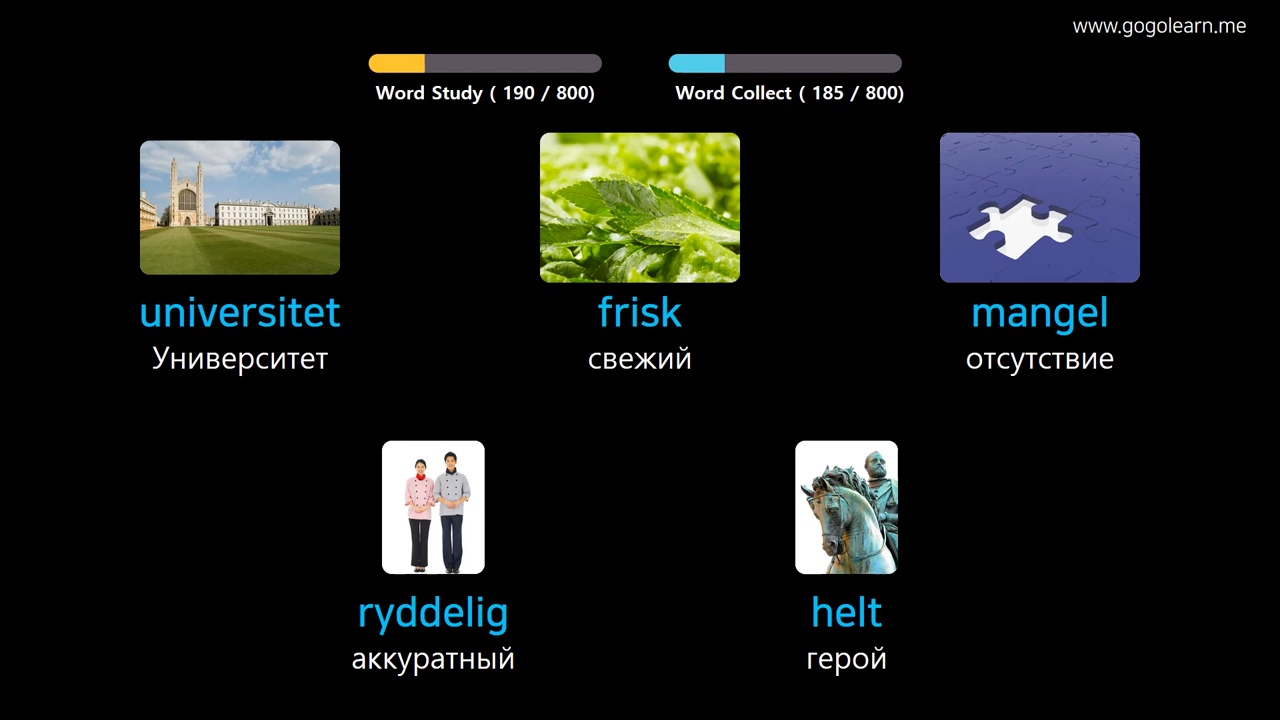 www.gogolearn.me
Word Study ( 190 / 800)
Word Collect ( 185 / 800)
universitet
Университет
frisk
свежий
mangel
отсутствие
ryddelig
аккуратный
helt
герой